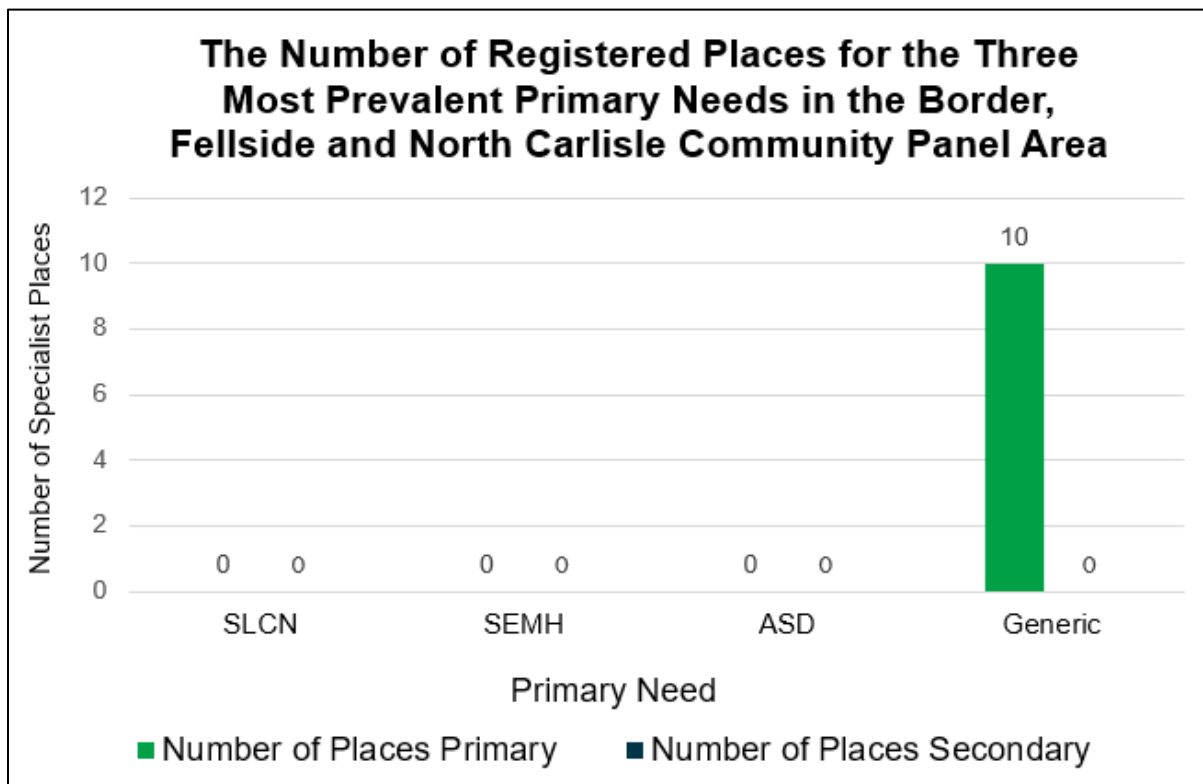 The Number of Registered Places for the Three
Most Prevalent Primary Needs in the Border,
Fellside and North Carlisle Community Panel Area
Number of Specialist Places
12
10
8
6
4
2
0
0 0
0 0
0 0
10 0
SLCN SEMH ASD Generic
Primary Need
Number of Places Primary Number of Places Secondary